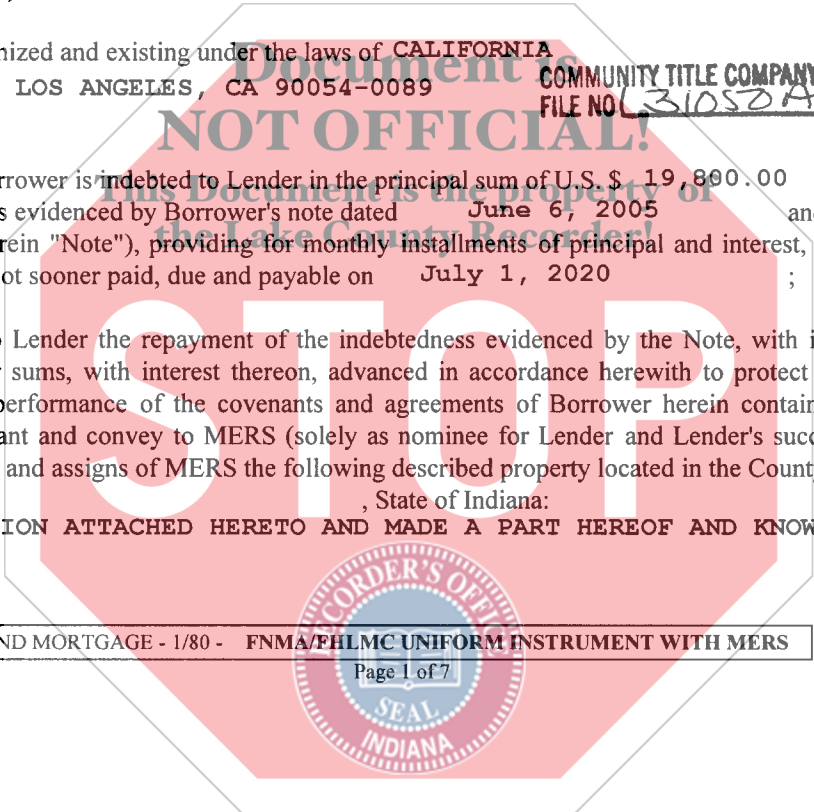 nized and existing under the laws of CALIFORNIA
Document is
LOS ANGELES, CA 90054-0089
COMMUNITY TITLE COMPANY
FILE NO L 31050 A
NOT OFFICIAL!
rrower is indebted to Lender in the principal sum of U.S. $ 19,800.00
This Document is the property of
s evidenced by Borrower's note dated June 6, 2005 an
the Lake County Recorder!
rein "Note"), providing for monthly installments of principal and interest,
ot sooner paid, due and payable on July 1, 2020 ;
STOP
Lender the repayment of the indebtedness evidenced by the Note, with i
sums, with interest thereon, advanced in accordance herewith to protect
performance of the covenants and agreements of Borrower herein contain
ant and convey to MERS (solely as nominee for Lender and Lender's succ
and assigns of MERS the following described property located in the County
, State of Indiana:
ION ATTACHED HERETO AND MADE A PART HEREOF AND KNOW
RECORDER'S OFFICE
ND MORTGAGE - 1/80 - FNMA/FHLMC UNIFORM INSTRUMENT WITH MERS
Page 1 of 7
SEAL
INDIANA